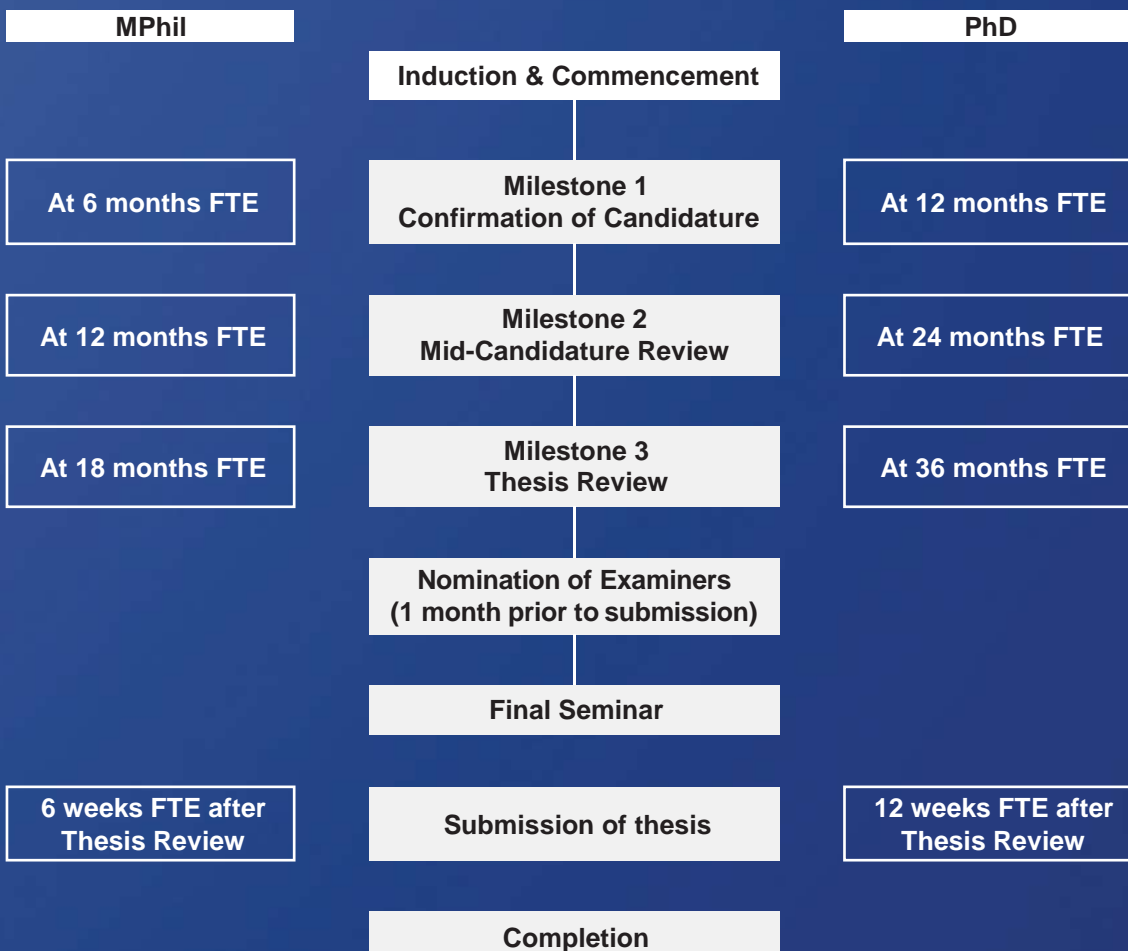 MPhil
PhD
Induction & Commencement
At 6 months FTE
Milestone 1
Confirmation of Candidature
At 12 months FTE
At 12 months FTE
Milestone 2
Mid-Candidature Review
At 24 months FTE
At 18 months FTE
Milestone 3
Thesis Review
At 36 months FTE
Nomination of Examiners
(1 month prior to submission)
Final Seminar
6 weeks FTE after
Thesis Review
Submission of thesis
12 weeks FTE after
Thesis Review
Completion